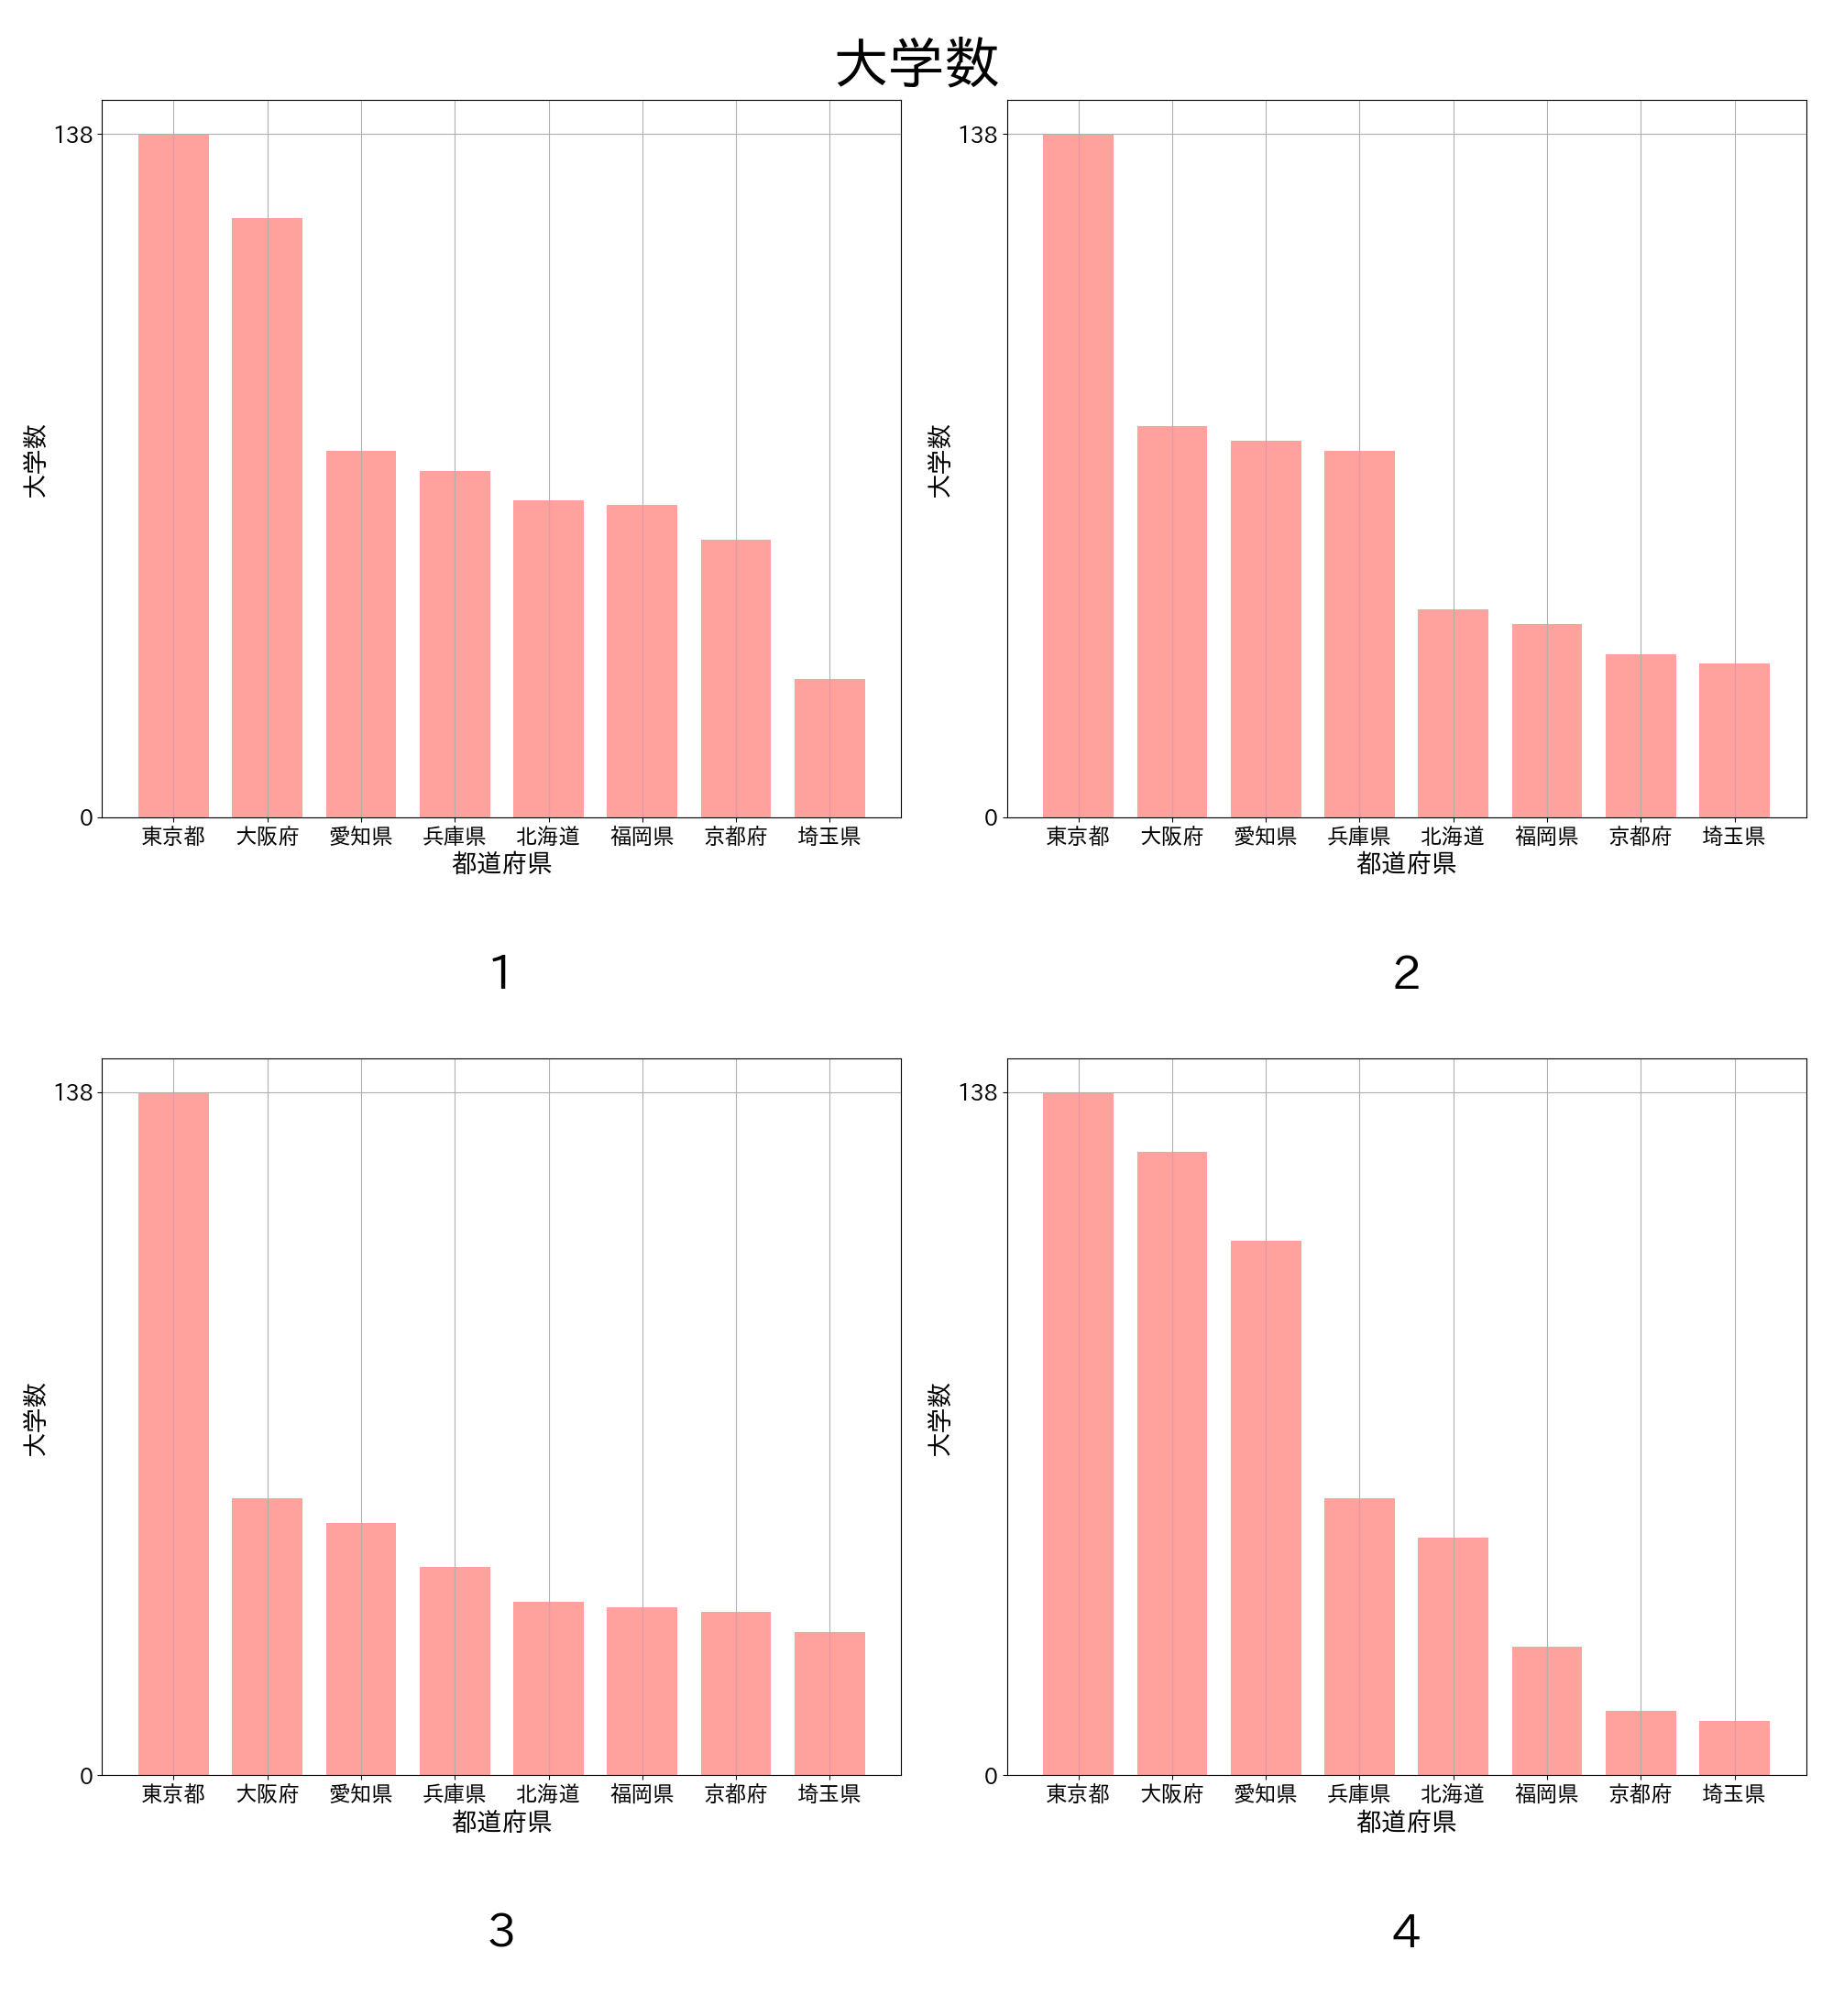 大学数
138
0
大学数
東京都 大阪府 愛知県 兵庫県 北海道 福岡県 京都府 埼玉県
都道府県
1
138
0
大学数
東京都 大阪府 愛知県 兵庫県 北海道 福岡県 京都府 埼玉県
都道府県
2
138
0
大学数
東京都 大阪府 愛知県 兵庫県 北海道 福岡県 京都府 埼玉県
都道府県
3
138
0
大学数
東京都 大阪府 愛知県 兵庫県 北海道 福岡県 京都府 埼玉県
都道府県
4